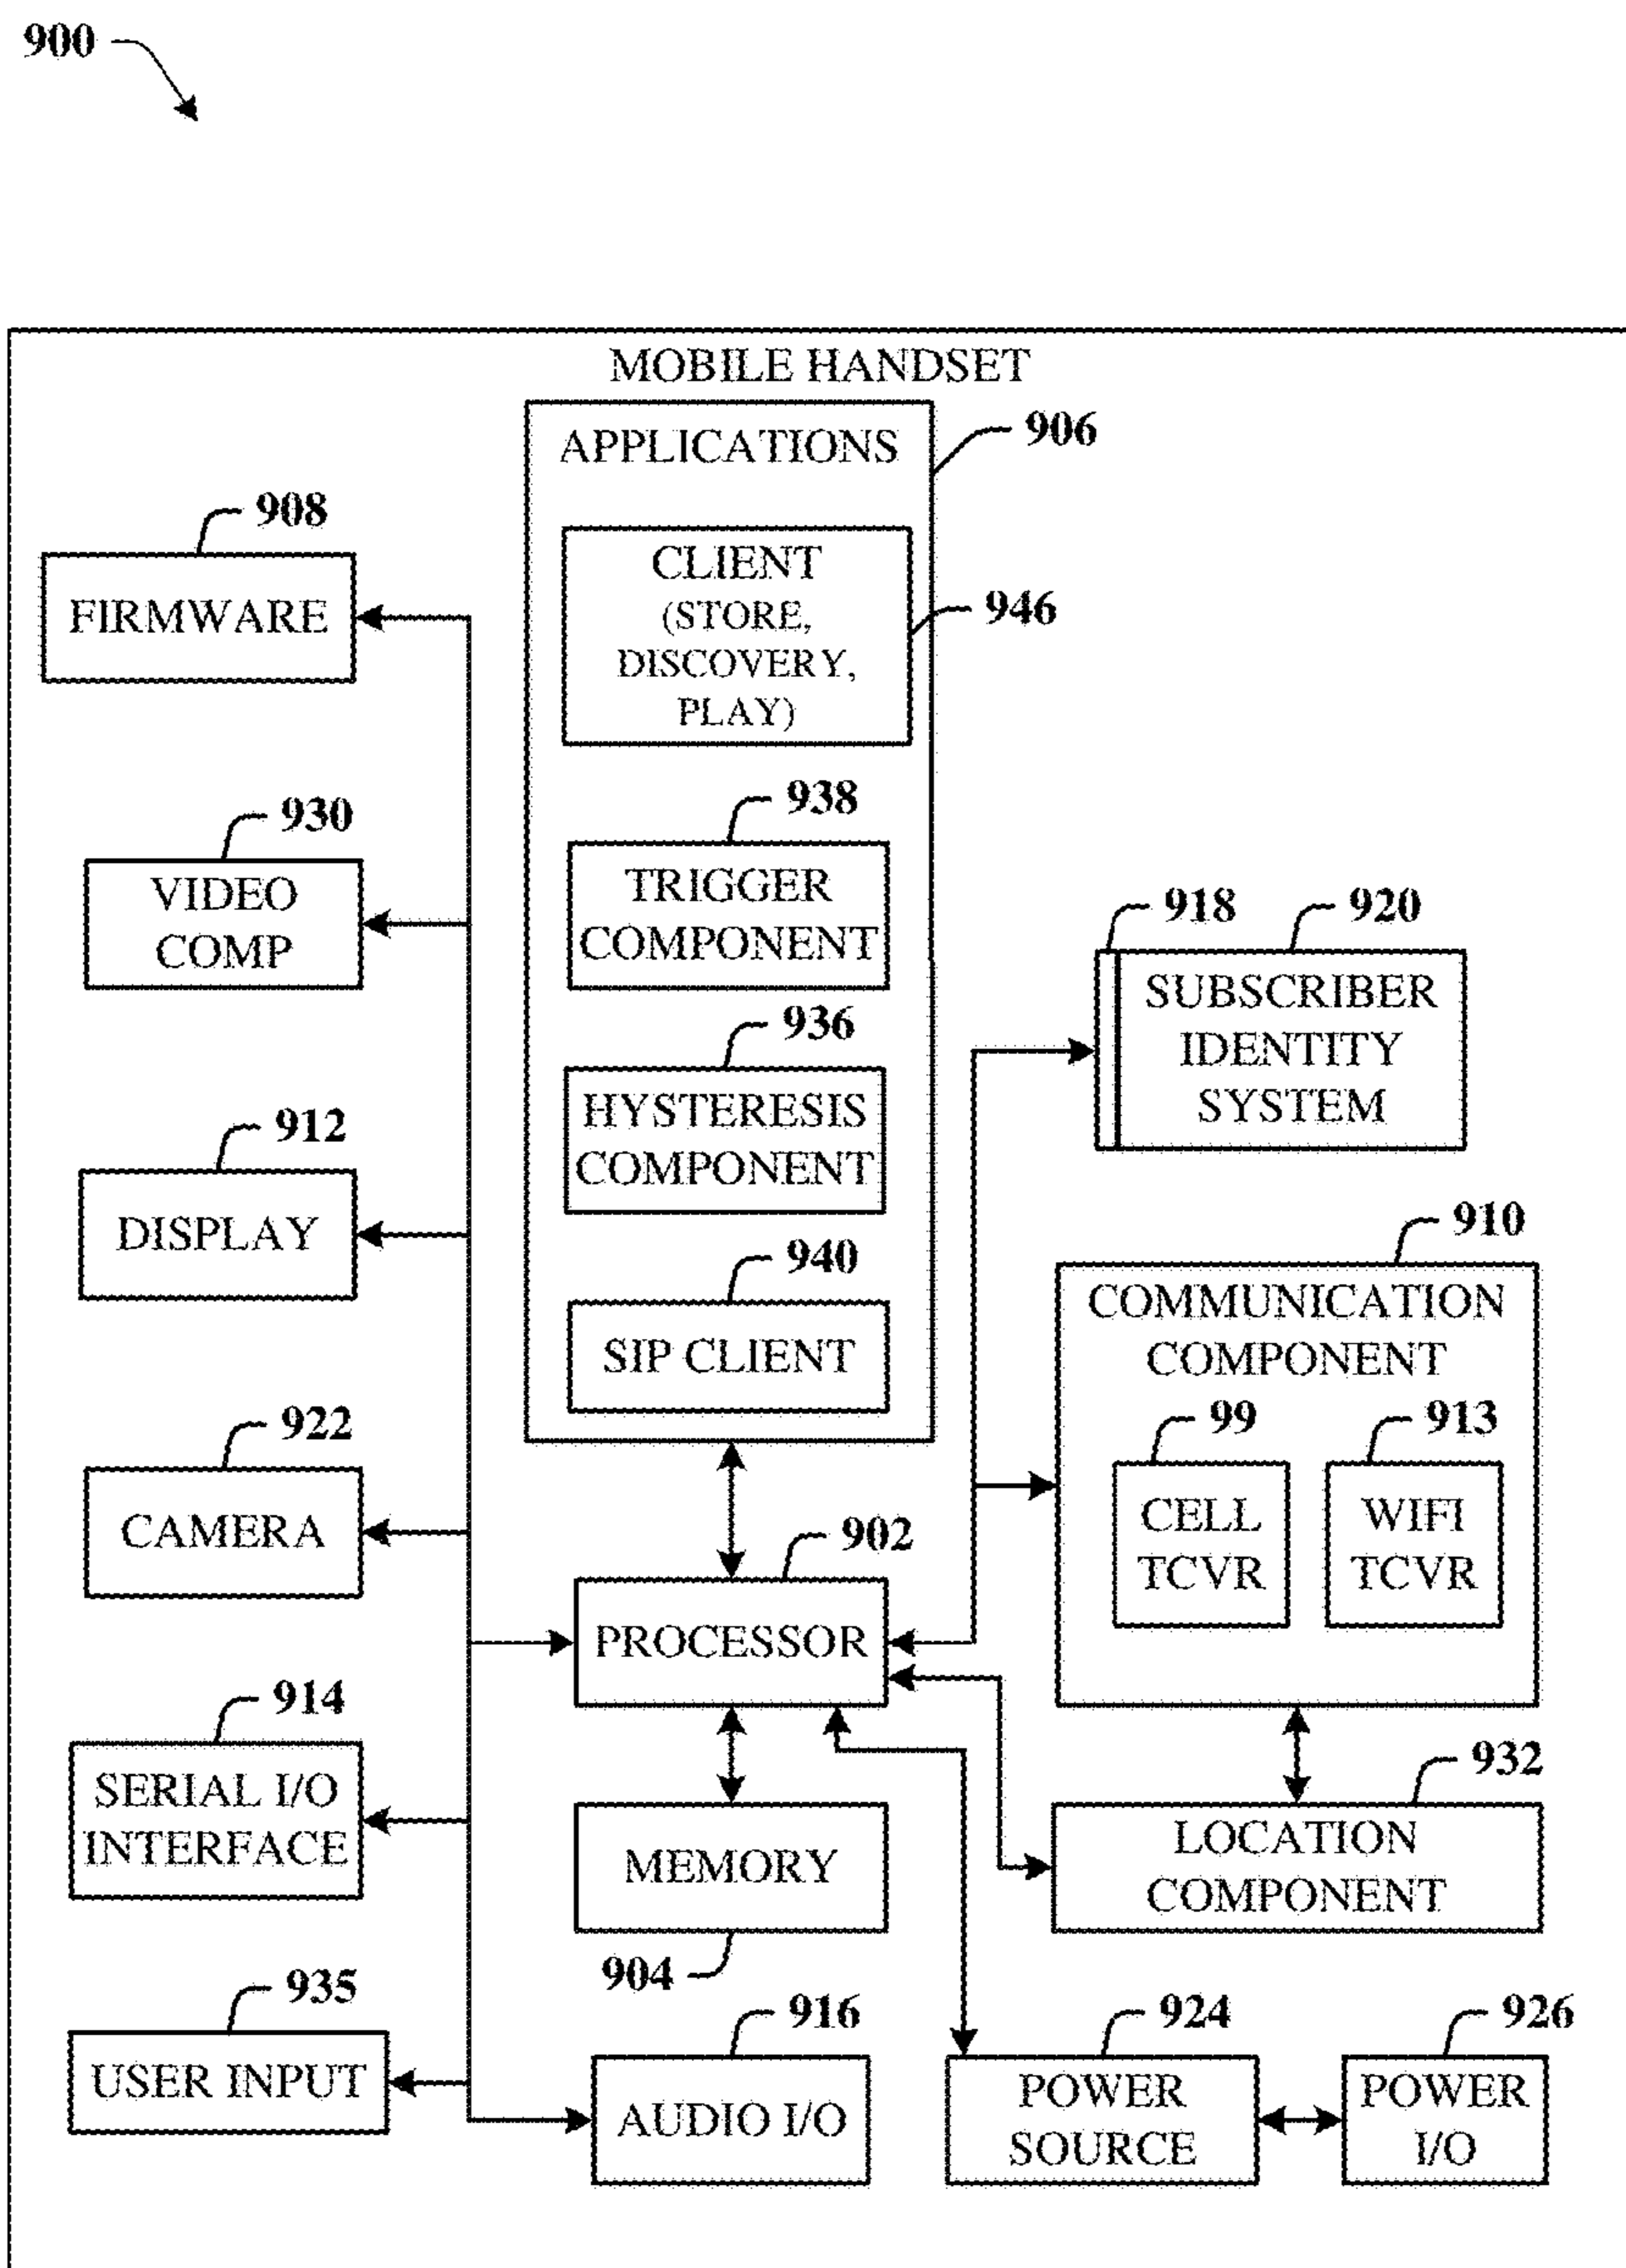 900
MOBILE HANDSET
APPLICATIONS
906
908
FIRMWARE
CLIENT
(STORE,
DISCOVERY,
PLAY)
946
930
VIDEO
COMP
938
TRIGGER
COMPONENT
918
920
SUBSCRIBER
IDENTITY
SYSTEM
936
HYSTERESIS
COMPONENT
912
DISPLAY
940
SIP CLIENT
910
COMMUNICATION
COMPONENT
99
CELL
TCVR
913
WIFI
TCVR
922
CAMERA
902
PROCESSOR
914
SERIAL I/O
INTERFACE
MEMORY
904
932
LOCATION
COMPONENT
935
USER INPUT
916
AUDIO I/O
924
POWER
SOURCE
926
POWER
I/O